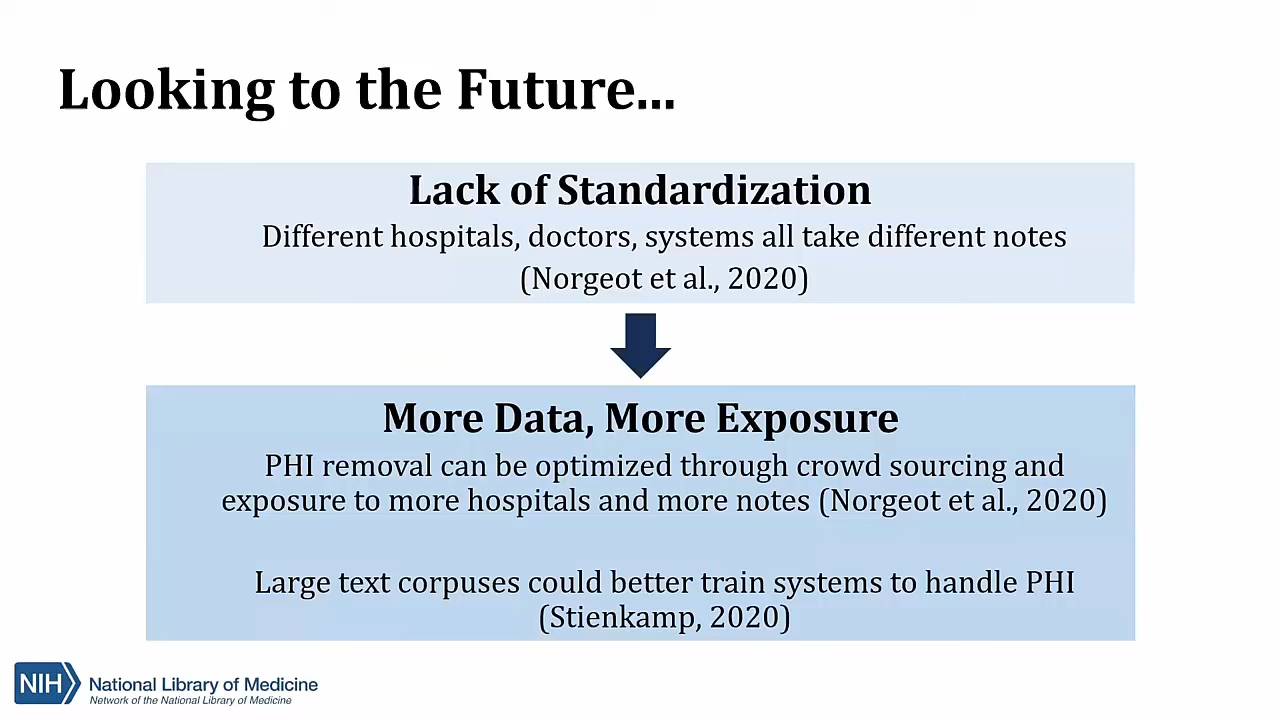 Looking to the Future...
Lack of Standardization
Different hospitals, doctors, systems all take different notes
(Norgeot et al., 2020)
More Data, More Exposure
PHI removal can be optimized through crowd sourcing and
exposure to more hospitals and more notes (Norgeot et al., 2020)
Large text corpuses could better train systems to handle PHI
(Stienkamp, 2020)
NIH National Library of Medicine
Network of the National Library of Medicine